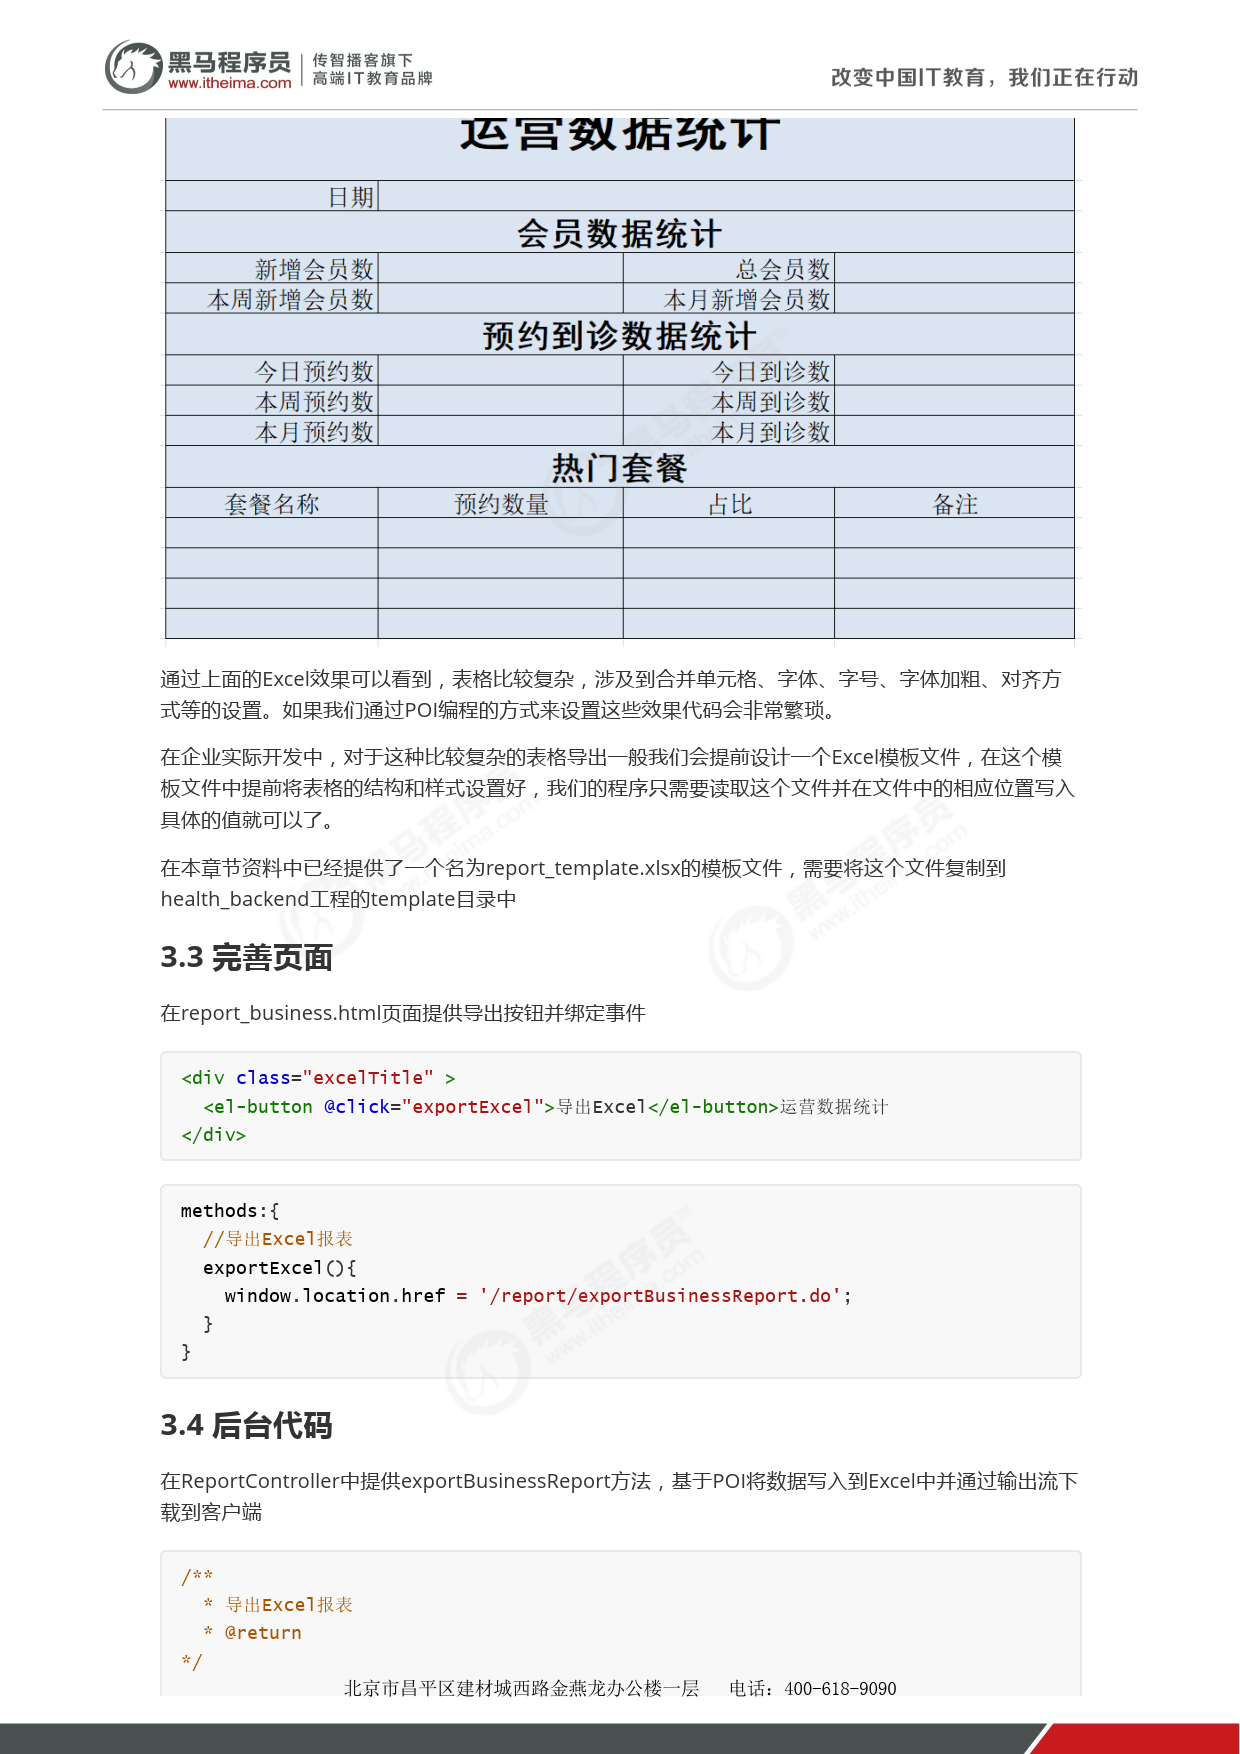 黑马程序员
www.itheima.com
传智播客旗下
高端IT教育品牌
改变中国IT教育，我们正在行动
运营数据统计
日期
会员数据统计
新增会员数 总会员数
本周新增会员数 本月新增会员数
预约到诊数据统计
今日预约数 今日到诊数
本周预约数 本周到诊数
本月预约数 本月到诊数
热门套餐
套餐名称 预约数量 占比 备注
通过上面的Excel效果可以看到，表格比较复杂，涉及到合并单元格、字体、字号、字体加粗、对齐方
式等的设置。如果我们通过POI编程的方式来设置这些效果代码会非常繁琐。
在企业实际开发中，对于这种比较复杂的表格导出一般我们会提前设计一个Excel模板文件，在这个模
板文件中提前将表格的结构和样式设置好，我们的程序只需要读取这个文件并在文件中的相应位置写入
具体的值就可以了。
在本章节资料中已经提供了一个名为report_template.xlsx的模板文件，需要将这个文件复制到
health_backend工程的template目录中
3.3 完善页面
在report_business.html页面提供导出按钮并绑定事件
<div class="excelTitle" >
  <el-button @click="exportExcel">导出Excel</el-button>运营数据统计
</div>
methods:{
  //导出Excel报表
  exportExcel(){
    window.location.href = '/report/exportBusinessReport.do';
  }
}
3.4 后台代码
在ReportController中提供exportBusinessReport方法，基于POI将数据写入到Excel中并通过输出流下
载到客户端
/**
  * 导出Excel报表
  * @return
*/
北京市昌平区建材城西路金燕龙办公楼一层 电话：400-618-9090